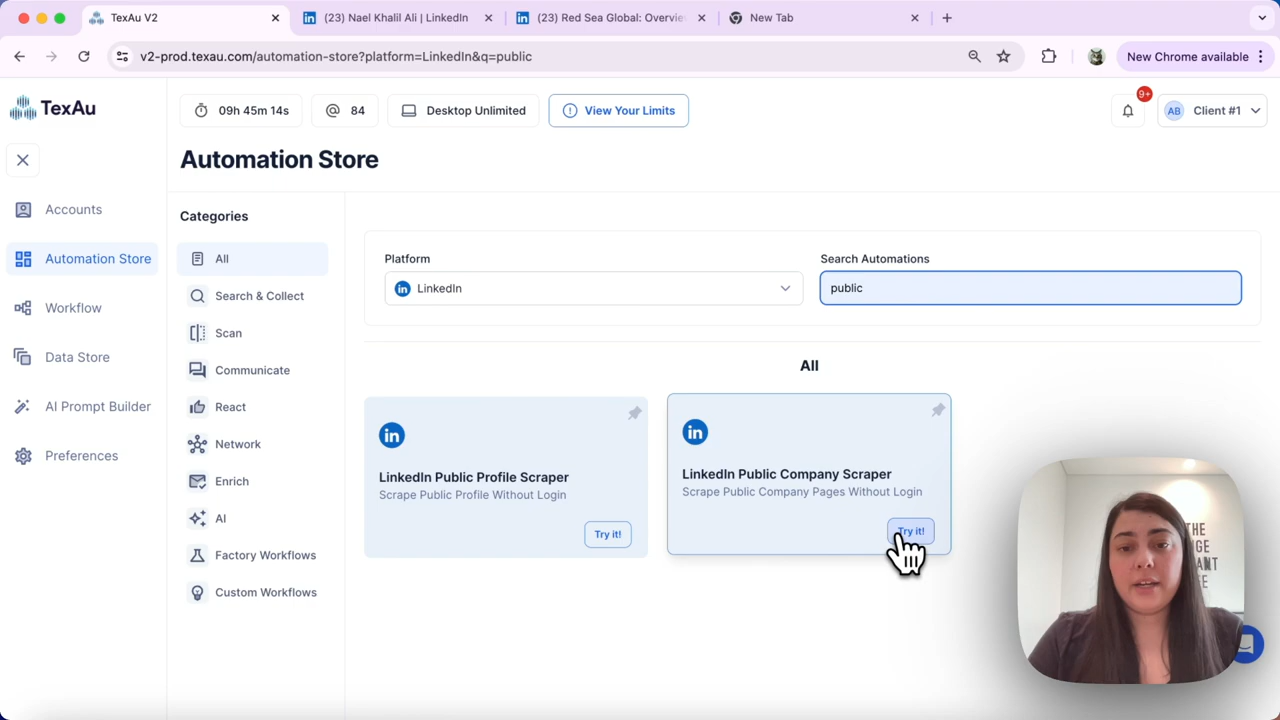 TexAu V2
(23) Nael Khalil Ali | LinkedIn
(23) Red Sea Global: Overvie
New Tab
v2-prod.texau.com/automation-store?platform=LinkedIn&q=public
New Chrome available
TexAu
09h 45m 14s
84
Desktop Unlimited
View Your Limits
9+
AB
Client #1
Automation Store
Accounts
Automation Store
Workflow
Data Store
AI Prompt Builder
Preferences
Categories
All
Search & Collect
Scan
Communicate
React
Network
Enrich
AI
Factory Workflows
Custom Workflows
Platform
in
LinkedIn
Search Automations
public
All
in
LinkedIn Public Profile Scraper
Scrape Public Profile Without Login
Try it!
in
LinkedIn Public Company Scraper
Scrape Public Company Pages Without Login
Try it!
THE